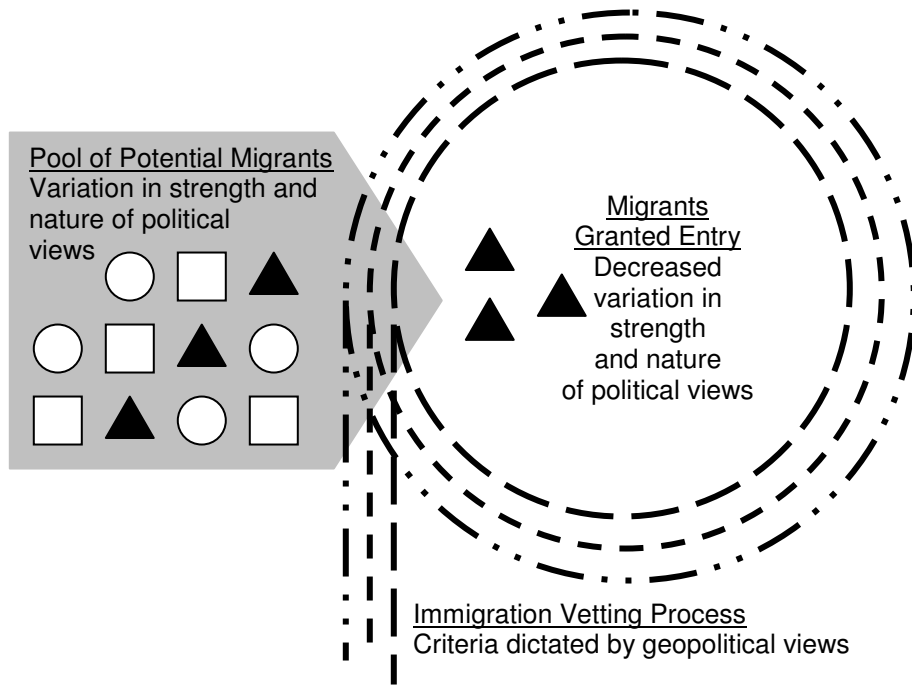 Pool of Potential Migrants
Variation in strength and
nature of political
views
Migrants
Granted Entry
Decreased
variation in
strength
and nature
of political views
Immigration Vetting Process
Criteria dictated by geopolitical views